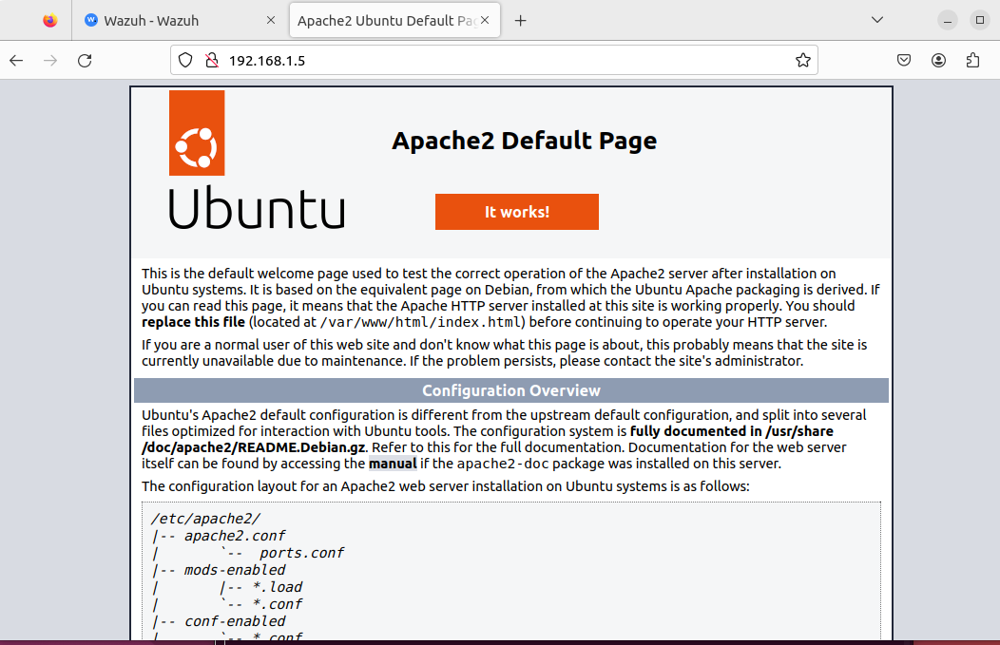 Wazuh - Wazuh
Apache2 Ubuntu Default Pag
192.168.1.5
Apache2 Default Page
Ubuntu
It works!
This is the default welcome page used to test the correct operation of the Apache2 server after installation on
Ubuntu systems. It is based on the equivalent page on Debian, from which the Ubuntu Apache packaging is derived. If
you can read this page, it means that the Apache HTTP server installed at this site is working properly. You should
replace this file (located at /var/www/html/index.html) before continuing to operate your HTTP server.
If you are a normal user of this web site and don't know what this page is about, this probably means that the site is
currently unavailable due to maintenance. If the problem persists, please contact the site's administrator.
Configuration Overview
Ubuntu's Apache2 default configuration is different from the upstream default configuration, and split into several
files optimized for interaction with Ubuntu tools. The configuration system is fully documented in /usr/share
/doc/apache2/README.Debian.gz. Refer to this for the full documentation. Documentation for the web server
itself can be found by accessing the manual if the apache2-doc package was installed on this server.
The configuration layout for an Apache2 web server installation on Ubuntu systems is as follows:
/etc/apache2/
|-- apache2.conf
|       `--  ports.conf
|-- mods-enabled
|       |-- *.load
|       `-- *.conf
|-- conf-enabled
|       `-- *.conf